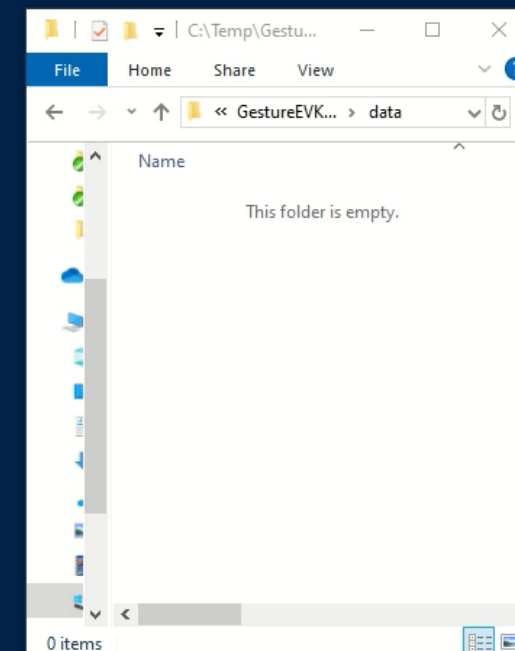 C:\Temp\Gestu...
File Home Share View
« GestureEVK... › data
Name
This folder is empty.
0 items